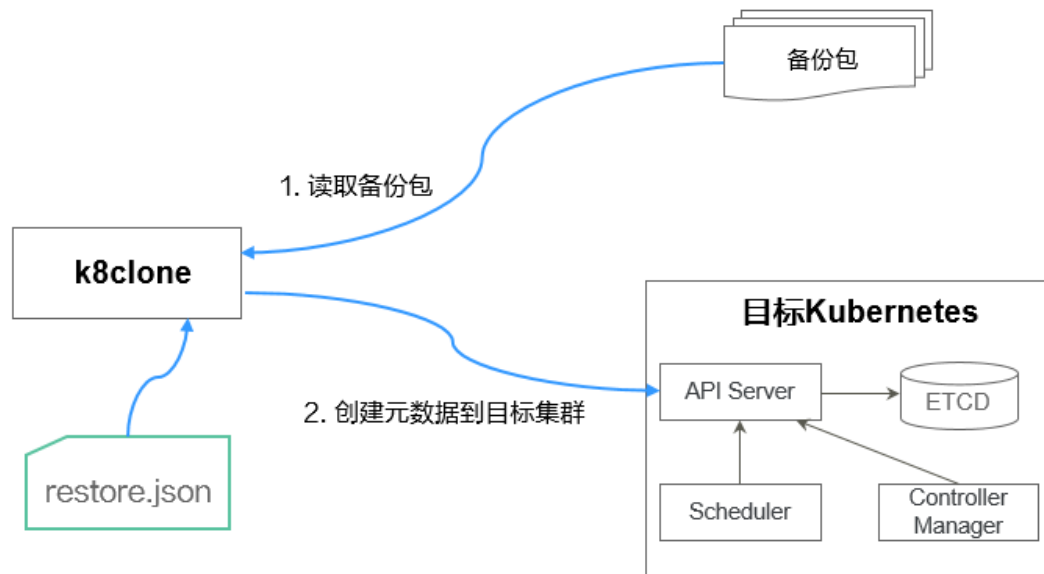 备份包
1. 读取备份包
k8clone
目标Kubernetes
API Server
ETCD
2. 创建元数据到目标集群
restore.json
Scheduler
Controller
Manager